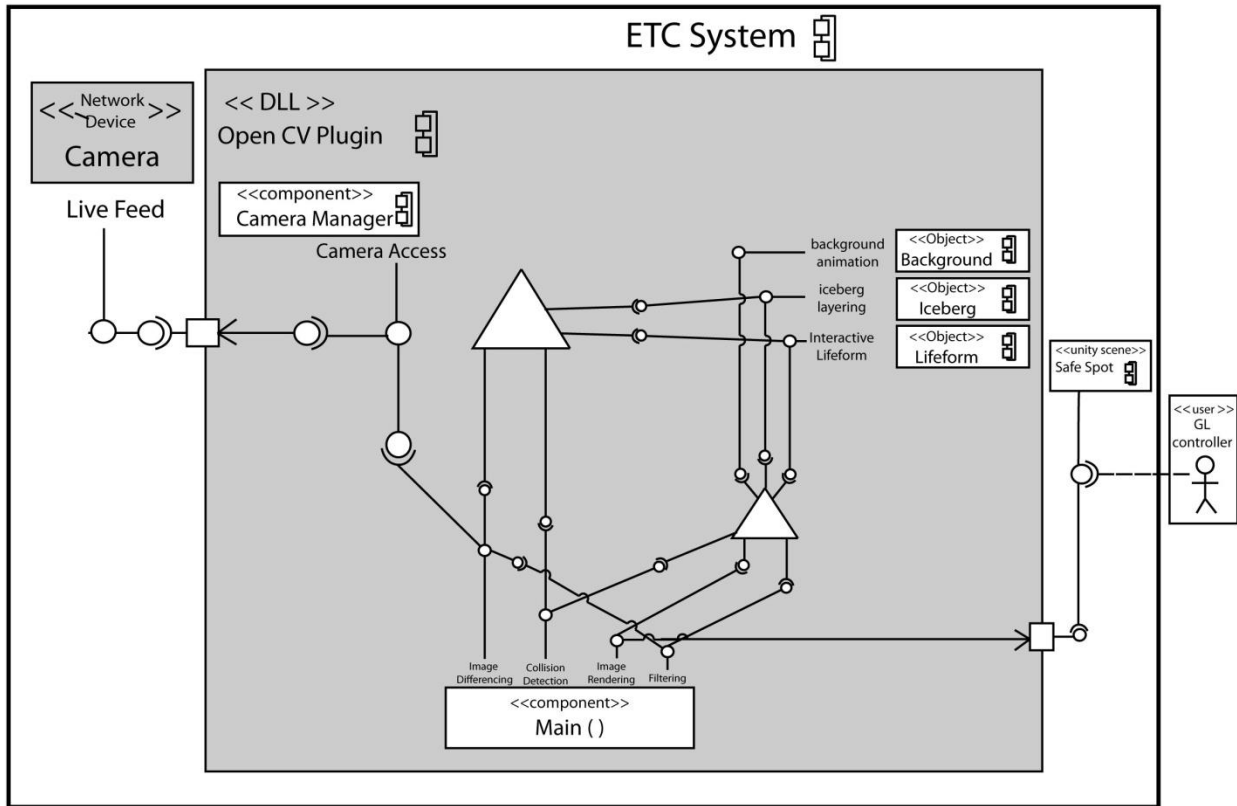 ETC System
<< Network Device >>
Camera
Live Feed
<< DLL >>
Open CV Plugin
<<component>>
Camera Manager
Camera Access
background
animation
<<Object>>
Background
iceberg
layering
<<Object>>
Iceberg
Interactive
Lifeform
<<Object>>
Lifeform
<<unity scene>>
Safe Spot
<<user>>
GL
controller
Image
Differencing
Collision
Detection
Image
Rendering
Filtering
<<component>>
Main ( )